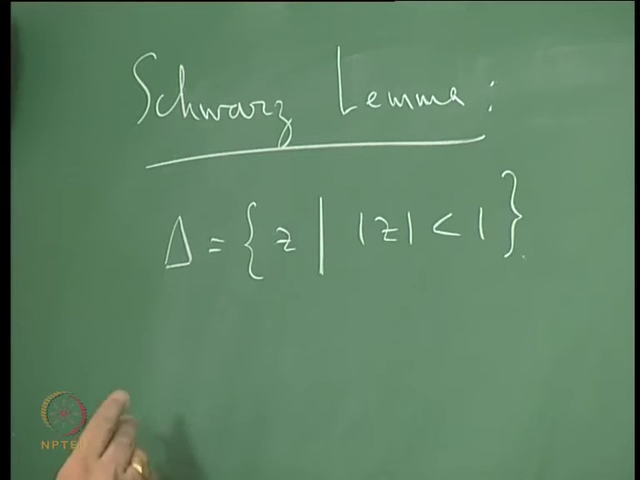 Schwarz Lemma:
Δ = { z | |z| < 1 }.
NPTEL